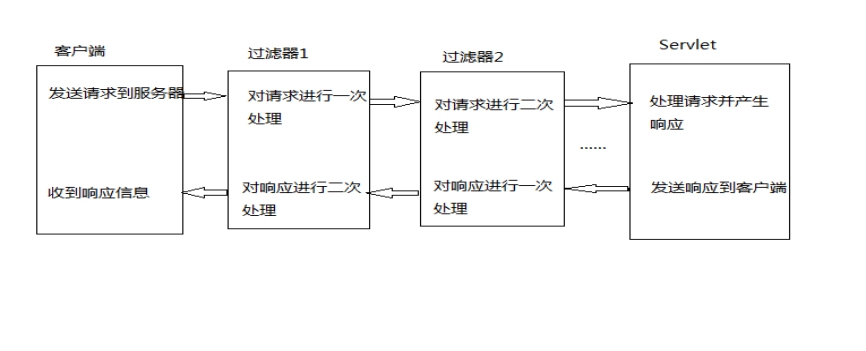 客户端
发送请求到服务器
收到响应信息
过滤器1
对请求进行一次
处理
对响应进行二次
处理
过滤器2
对请求进行二次
处理
对响应进行一次
处理
......
Servlet
处理请求并产生
响应
发送响应到客户端